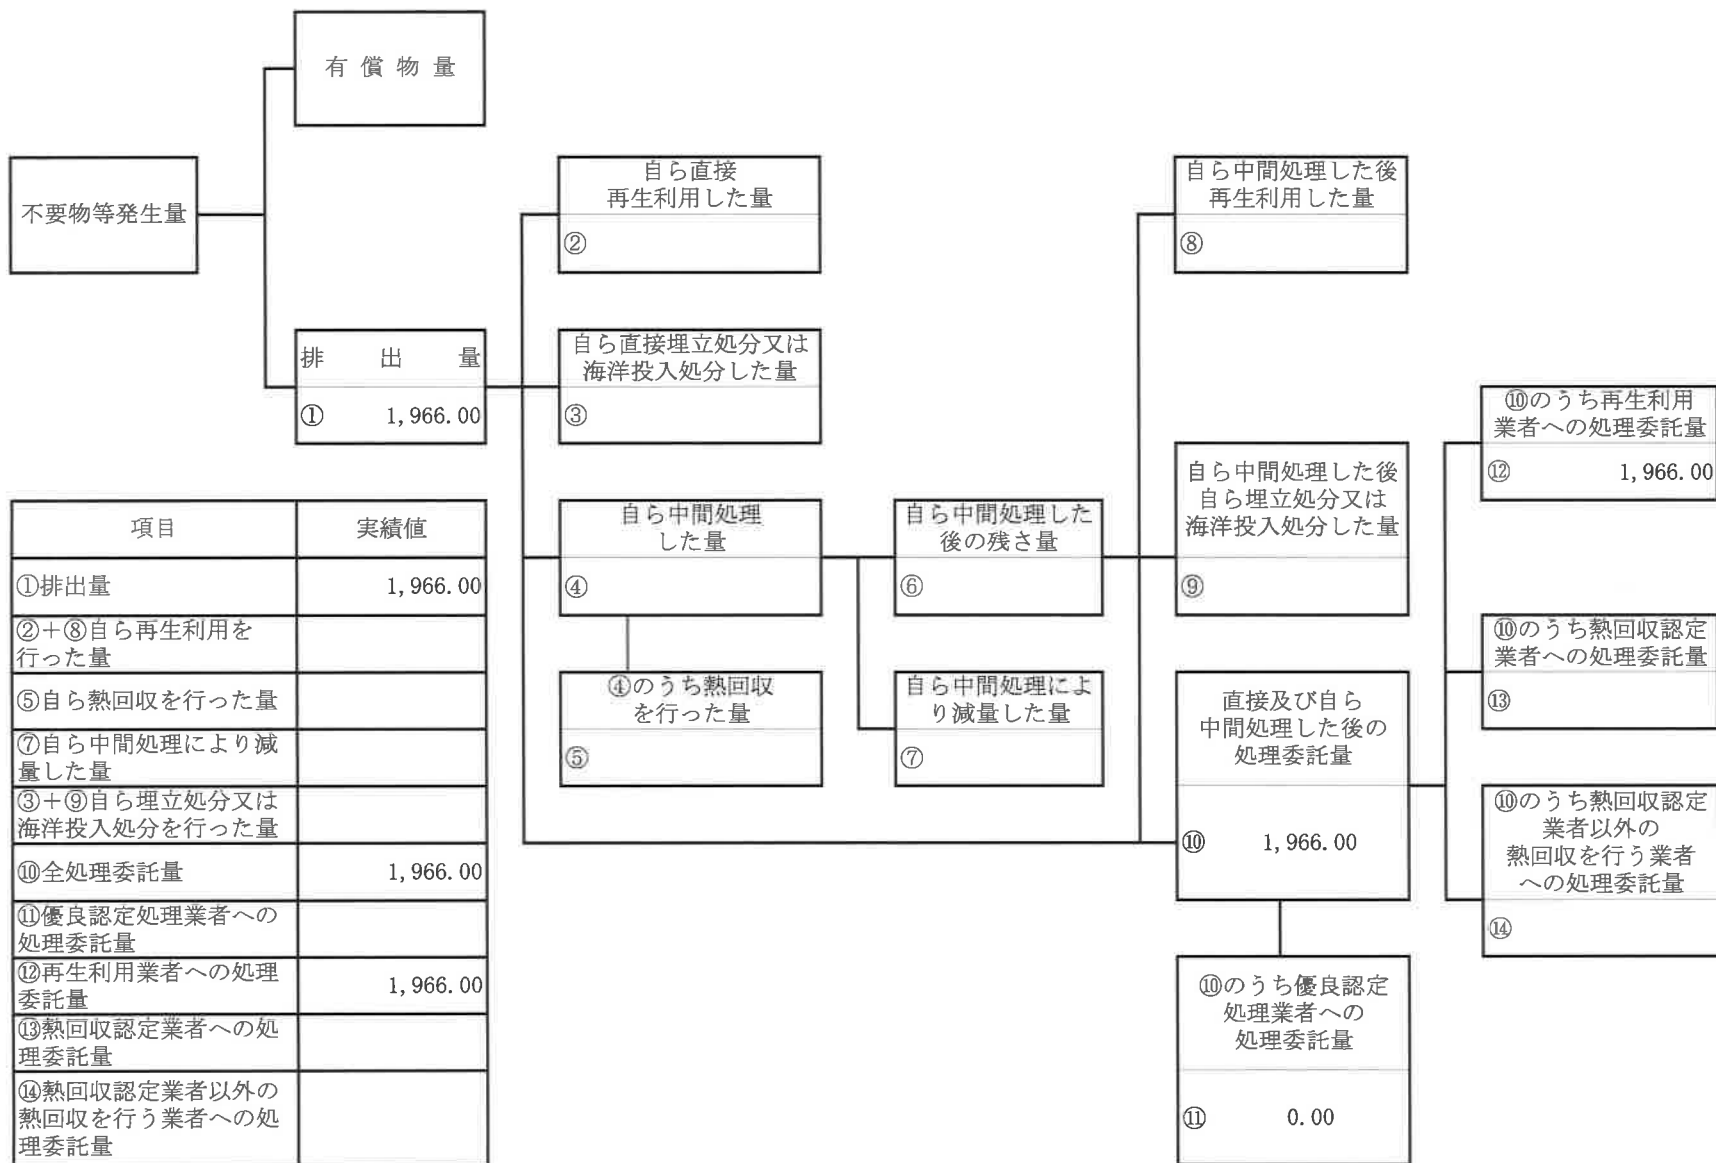 有償物量
不要物等発生量
排出量
① 1,966.00
自ら直接
再生利用した量
②
自ら直接埋立処分又は
海洋投入処分した量
③
自ら中間処理
した量
④
④のうち熱回収
を行った量
⑤
自ら中間処理した
後の残さ量
⑥
自ら中間処理によ
り減量した量
⑦
自ら中間処理した後
再生利用した量
⑧
自ら中間処理した後
自ら埋立処分又は
海洋投入処分した量
⑨
直接及び自ら
中間処理した後の
処理委託量
⑩ 1,966.00
⑩のうち優良認定
処理業者への
処理委託量
⑪ 0.00
⑩のうち再生利用
業者への処理委託量
⑫ 1,966.00
⑩のうち熱回収認定
業者への処理委託量
⑬
⑩のうち熱回収認定
業者以外の
熱回収を行う業者
への処理委託量
⑭
項目 実績値
①排出量 1,966.00
②+⑧自ら再生利用を
行った量
⑤自ら熱回収を行った量
⑦自ら中間処理により減
量した量
③+⑨自ら埋立処分又は
海洋投入処分を行った量
⑩全処理委託量 1,966.00
⑪優良認定処理業者への
処理委託量
⑫再生利用業者への処理
委託量 1,966.00
⑬熱回収認定業者への処
理委託量
⑭熱回収認定業者以外の
熱回収を行う業者への処
理委託量